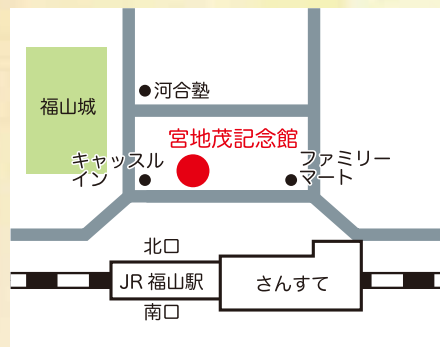 河合塾
福山城
宮地茂記念館
キャッスル
イン
ファミリー
マート
北口
JR 福山駅
さんすて
南口